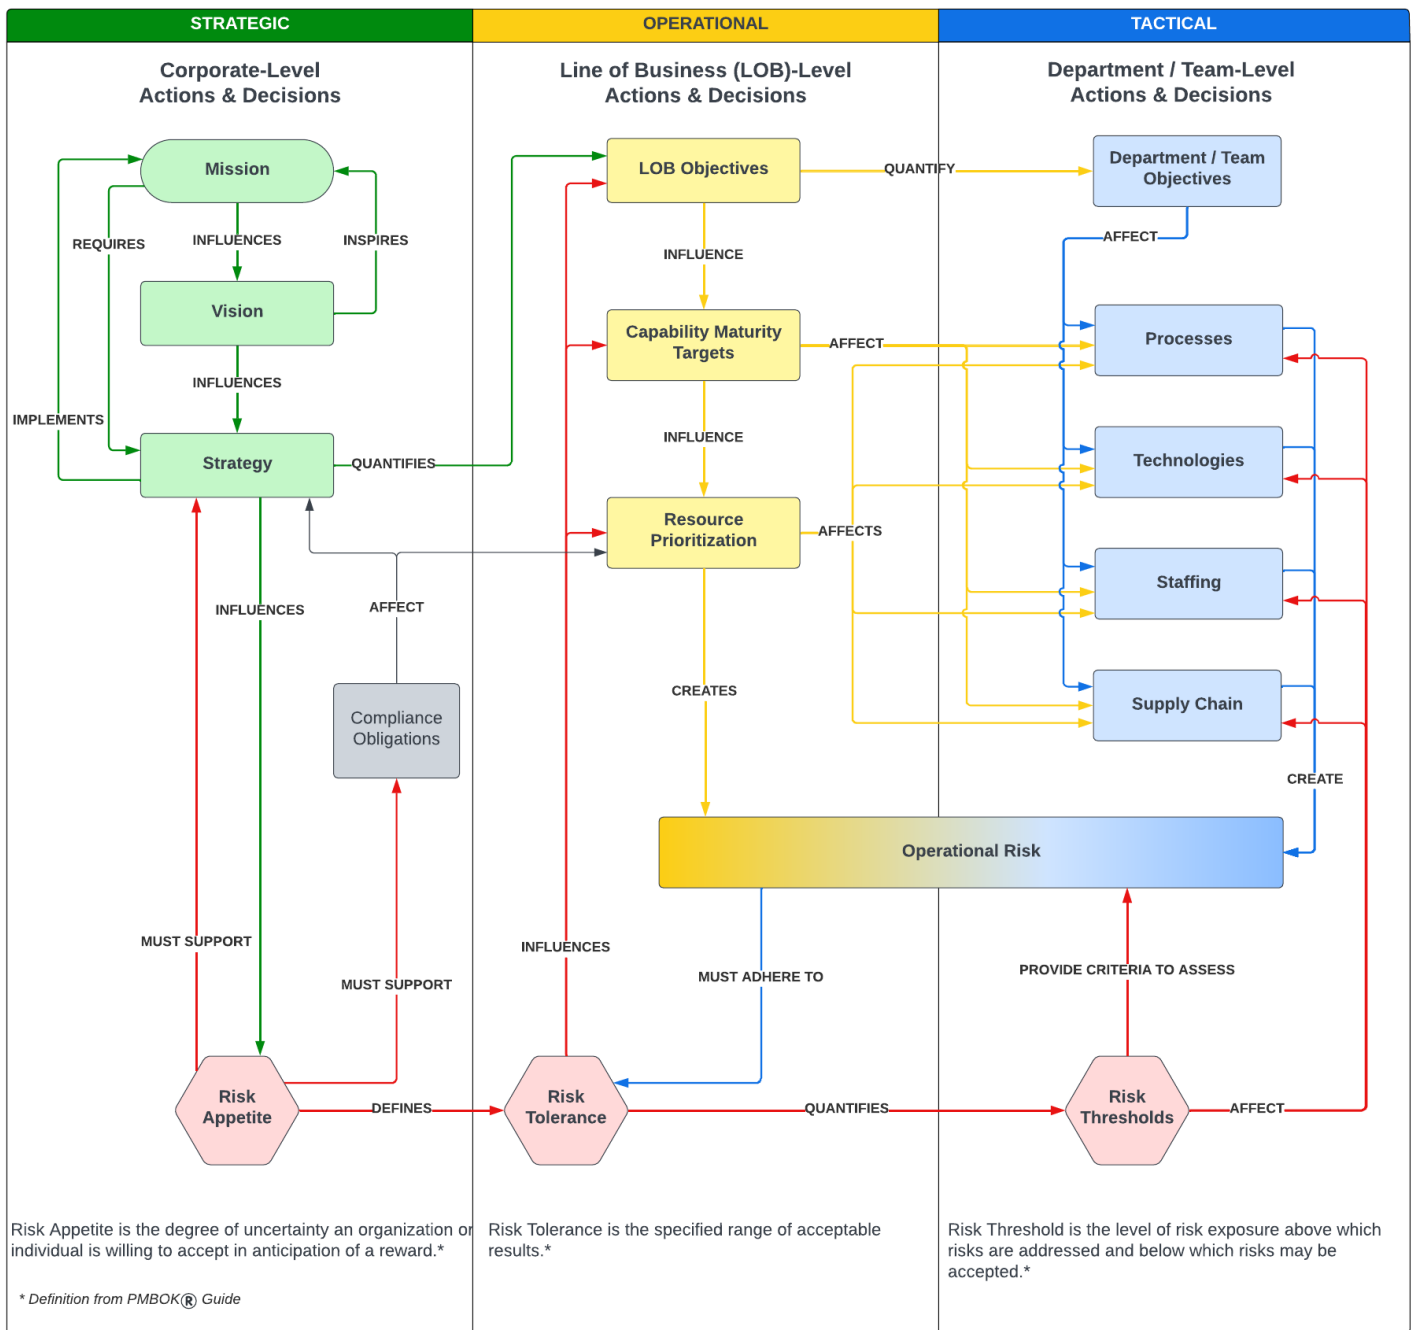 STRATEGIC
OPERATIONAL
TACTICAL
Corporate-Level
Actions & Decisions
Line of Business (LOB)-Level
Actions & Decisions
Department / Team-Level
Actions & Decisions
Mission
LOB Objectives
QUANTIFY
Department / Team
Objectives
REQUIRES
INFLUENCES
INSPIRES
INFLUENCE
AFFECT
Vision
Capability Maturity
Targets
AFFECT
Processes
INFLUENCES
IMPLEMENTS
INFLUENCE
Strategy
QUANTIFIES
Technologies
Resource
Prioritization
AFFECTS
INFLUENCES
AFFECT
Staffing
CREATES
Compliance
Obligations
Supply Chain
CREATE
Operational Risk
MUST SUPPORT
INFLUENCES
MUST SUPPORT
MUST ADHERE TO
PROVIDE CRITERIA TO ASSESS
Risk
Appetite
DEFINES
Risk
Tolerance
QUANTIFIES
Risk
Thresholds
AFFECT
Risk Appetite is the degree of uncertainty an organization or
individual is willing to accept in anticipation of a reward.*
Risk Tolerance is the specified range of acceptable
results.*
Risk Threshold is the level of risk exposure above which
risks are addressed and below which risks may be
accepted.*
* Definition from PMBOK® Guide